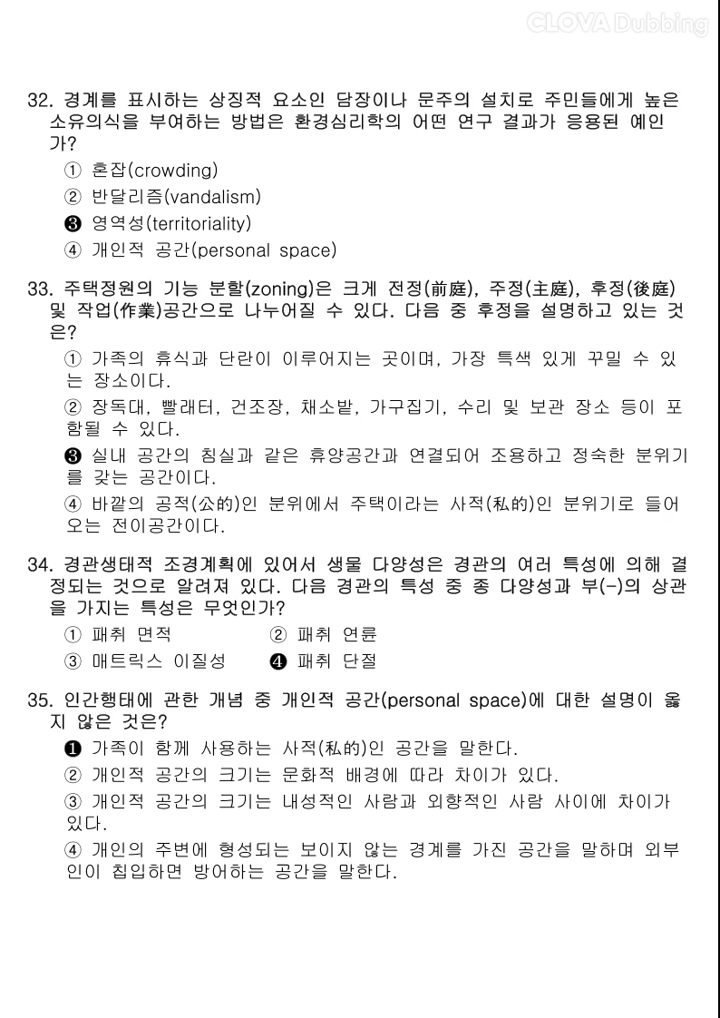 CLOVA Dubbing
32. 경계를 표시하는 상징적 요소인 담장이나 문주의 설치로 주민들에게 높은
소유의식을 부여하는 방법은 환경심리학의 어떤 연구 결과가 응용된 예인
가?
① 혼잡(crowding)
② 반달리즘(vandalism)
❸ 영역성(territoriality)
④ 개인적 공간(personal space)
33. 주택정원의 기능 분할(zoning)은 크게 전정(前庭), 주정(主庭), 후정(後庭)
및 작업(作業)공간으로 나누어질 수 있다. 다음 중 후정을 설명하고 있는 것
은?
① 가족의 휴식과 단란이 이루어지는 곳이며, 가장 특색 있게 꾸밀 수 있
는 장소이다.
② 장독대, 빨래터, 건조장, 채소밭, 가구집기, 수리 및 보관 장소 등이 포
함될 수 있다.
❸ 실내 공간의 침실과 같은 휴양공간과 연결되어 조용하고 정숙한 분위기
를 갖는 공간이다.
④ 바깥의 공적(公的)인 분위에서 주택이라는 사적(私的)인 분위기로 들어
오는 전이공간이다.
34. 경관생태적 조경계획에 있어서 생물 다양성은 경관의 여러 특성에 의해 결
정되는 것으로 알려져 있다. 다음 경관의 특성 중 종 다양성과 부(-)의 상관
을 가지는 특성은 무엇인가?
① 패취 면적 ② 패취 연륜
③ 매트릭스 이질성 ❹ 패취 단절
35. 인간행태에 관한 개념 중 개인적 공간(personal space)에 대한 설명이 옳
지 않은 것은?
❶ 가족이 함께 사용하는 사적(私的)인 공간을 말한다.
② 개인적 공간의 크기는 문화적 배경에 따라 차이가 있다.
③ 개인적 공간의 크기는 내성적인 사람과 외향적인 사람 사이에 차이가
있다.
④ 개인의 주변에 형성되는 보이지 않는 경계를 가진 공간을 말하며 외부
인이 칩입하면 방어하는 공간을 말한다.